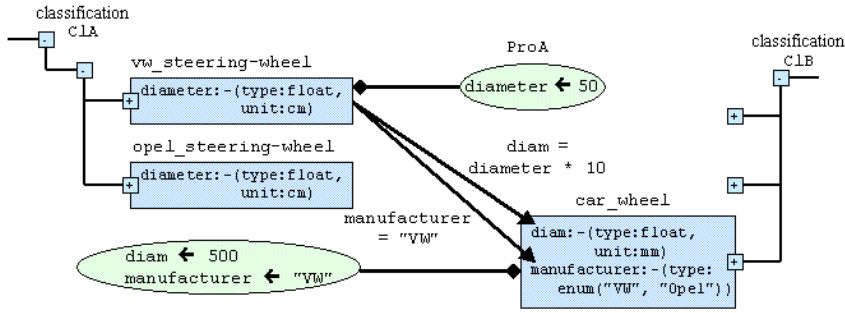 classification
ClA
vw_steering-wheel
diameter:-(type:float,
unit:cm)
opel_steering-wheel
diameter:-(type:float,
unit:cm)
ProA
diameter ← 50
classification
ClB
diam =
diameter * 10
manufacturer
= "VW"
car_wheel
diam:-(type:float,
unit:mm)
manufacturer:-(type:
enum("VW", "Opel"))
diam ← 500
manufacturer ← "VW"